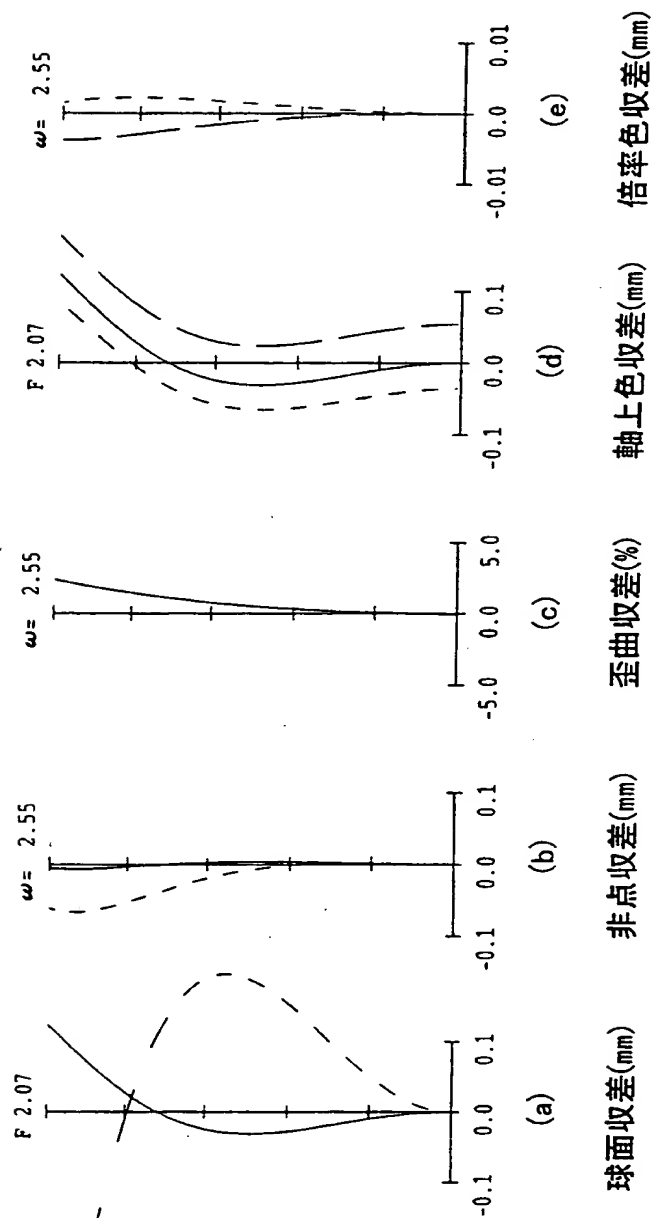 F 2.07
-0.1 0.0 0.1
(a)
球面収差(mm)
ω= 2.55
-0.1 0.0 0.1
(b)
非点収差(mm)
ω= 2.55
-5.0 0.0 5.0
(c)
歪曲収差(%)
F 2.07
-0.1 0.0 0.1
(d)
軸上色収差(mm)
ω= 2.55
-0.01 0.0 0.01
(e)
倍率色収差(mm)